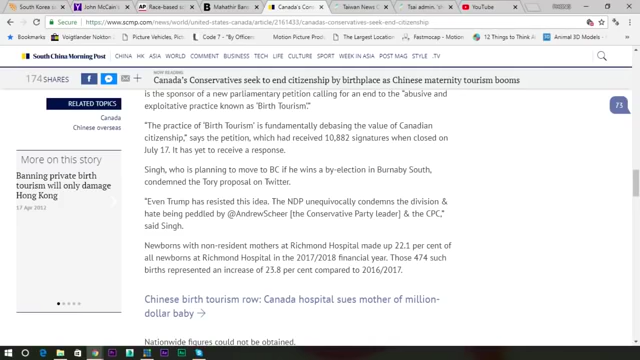 South Korea s
John McCain's
Race-based sc
Mahathir Bans
Canada's Cons
Taiwan News O
Tsai admin. 's
YouTube
Secure
https://www.scmp.com/news/world/united-states-canada/article/2161433/canadas-conservatives-seek-end-citizenship
Bookmarks
Voigtlander Nokton
Picture Vehicles, Pic
Code 7 - "By Officer
Motion Picture Produ
The Largest Location
Fastmocap - Motion
12 Things to Think A
Animal 3D Models
South China Morning Post
CHINA HK ASIA WORLD COMMENT BUSINESS TECH LIFE CULTURE SPORT WEEK IN ASIA POST MAG STYLE .TV
174 SHARES
NOW READING
Canada's Conservatives seek to end citizenship by birthplace as Chinese maternity tourism booms
is the sponsor of a new parliamentary petition calling for an end to the "abusive and
exploitative practice known as 'Birth Tourism'."
73
RELATED TOPICS
Canada
Chinese overseas
"The practice of 'Birth Tourism' is fundamentally debasing the value of Canadian
citizenship," says the petition, which had received 10,882 signatures when closed on
July 17. It has yet to receive a response.
More on this story
Banning private birth
tourism will only damage
Hong Kong
17 Apr 2012
Singh, who is planning to move to BC if he wins a by-election in Burnaby South,
condemned the Tory proposal on Twitter.
"Even Trump has resisted this idea. The NDP unequivocally condemns the division &
hate being peddled by @AndrewScheer [the Conservative Party leader] & the CPC,"
said Singh.
Newborns with non-resident mothers at Richmond Hospital made up 22.1 per cent of
all newborns at Richmond Hospital in the 2017/2018 financial year. Those 474 such
births represented an increase of 23.8 per cent compared to 2016/2017.
Chinese birth tourism row: Canada hospital sues mother of million-
dollar baby
Nationwide figures could not be obtained.